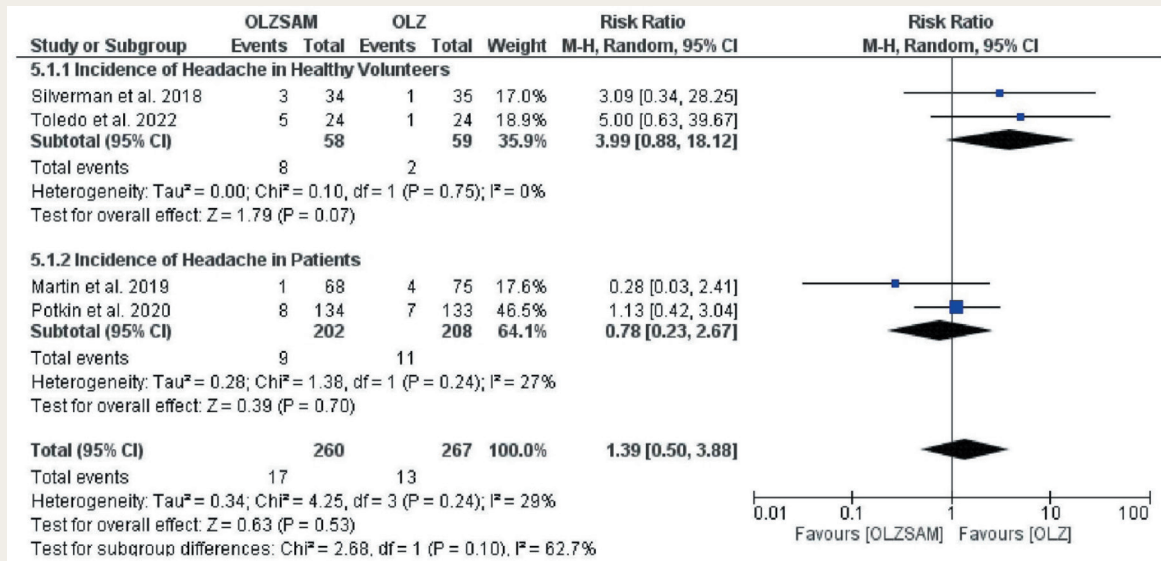 OLZSAM OLZ Risk Ratio Risk Ratio
Study or Subgroup Events Total Events Total Weight M-H, Random, 95% CI M-H, Random, 95% CI
5.1.1 Incidence of Headache in Healthy Volunteers
Silverman et al. 2018 3 34 1 35 17.0% 3.09 [0.34, 28.25]
Toledo et al. 2022 5 24 1 24 18.9% 5.00 [0.63, 39.67]
Subtotal (95% CI) 58 59 35.9% 3.99 [0.88, 18.12]
Total events 8 2
Heterogeneity: Tau² = 0.00; Chi² = 0.10, df = 1 (P = 0.75); I² = 0%
Test for overall effect: Z = 1.79 (P = 0.07)
5.1.2 Incidence of Headache in Patients
Martin et al. 2019 1 68 4 75 17.6% 0.28 [0.03, 2.41]
Potkin et al. 2020 8 134 7 133 46.5% 1.13 [0.42, 3.04]
Subtotal (95% CI) 202 208 64.1% 0.78 [0.23, 2.67]
Total events 9 11
Heterogeneity: Tau² = 0.28; Chi² = 1.38, df = 1 (P = 0.24); I² = 27%
Test for overall effect: Z = 0.39 (P = 0.70)
Total (95% CI) 260 267 100.0% 1.39 [0.50, 3.88]
Total events 17 13
Heterogeneity: Tau² = 0.34; Chi² = 4.25, df = 3 (P = 0.24); I² = 29%
Test for overall effect: Z = 0.63 (P = 0.53)
Test for subgroup differences: Chi² = 2.68, df = 1 (P = 0.10), I² = 62.7%
0.01 0.1 1 10 100
Favours [OLZSAM] Favours [OLZ]